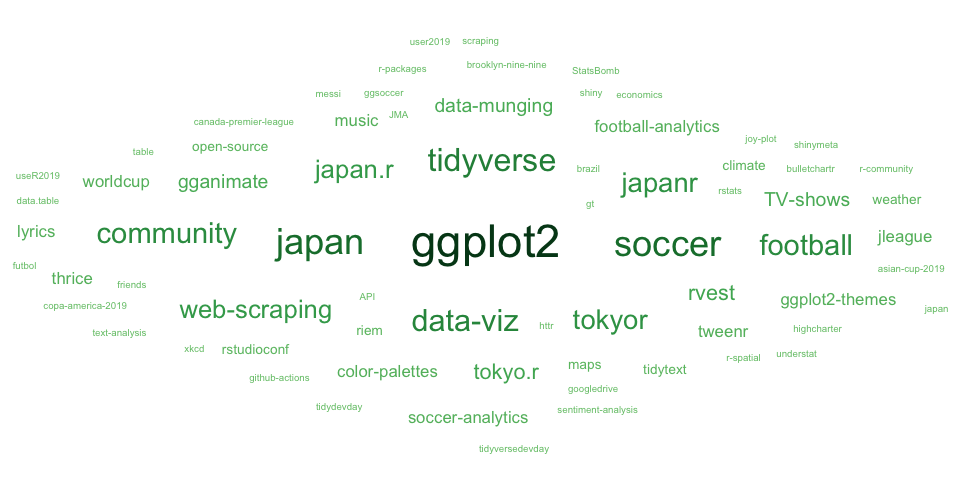 user2019 scraping
r-packages brooklyn-nine-nine StatsBomb
messi ggsoccer data-munging shiny economics
canada-premier-league music JMA football-analytics
table open-source joy-plot shinymeta
useR2019 worldcup gganimate japan.r tidyverse brazil japanr climate bulletchartr r-community
data.table gt rstats TV-shows weather
lyrics community japan ggplot2 soccer football jleague
futbol thrice friends asian-cup-2019
copa-america-2019 web-scraping API rvest ggplot2-themes japan
text-analysis riem data-viz httr tokyor tweenr highcharter
xkcd rstudioconf r-spatial understat
github-actions color-palettes tokyo.r maps tidytext
googledrive
tidydevday soccer-analytics sentiment-analysis
tidyversedevday